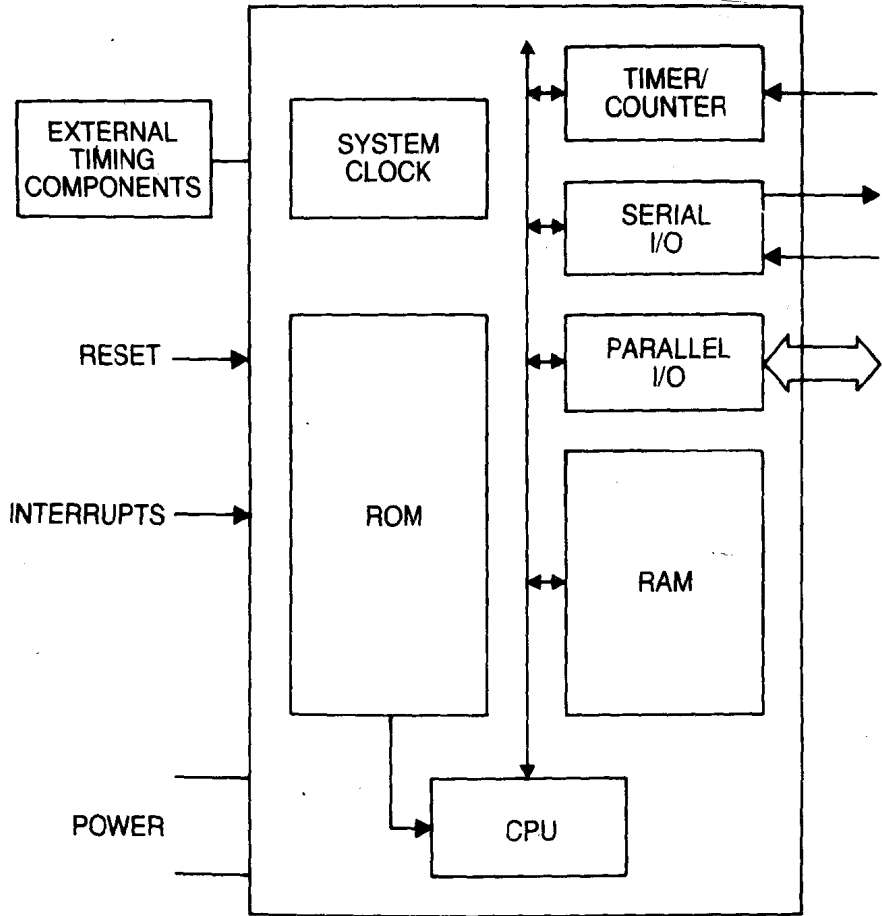 EXTERNAL
TIMING
COMPONENTS
SYSTEM
CLOCK
TIMER/
COUNTER
SERIAL
I/O
RESET
PARALLEL
I/O
INTERRUPTS
ROM
RAM
POWER
CPU